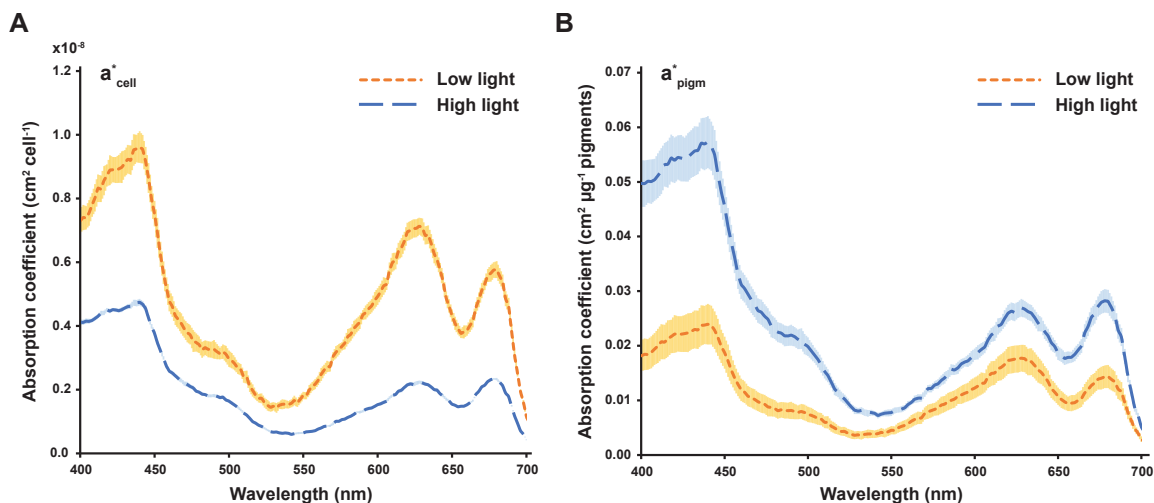 A
x10⁻⁸
a*cell
Low light
High light
1.2
1.0
0.8
0.6
0.4
0.2
0.0
400 450 500 550 600 650 700
Absorption coefficient (cm² cell⁻¹)
Wavelength (nm)
B
a*pigm
Low light
High light
0.07
0.06
0.05
0.04
0.03
0.02
0.01
0.00
400 450 500 550 600 650 700
Absorption coefficient (cm² µg⁻¹ pigments)
Wavelength (nm)